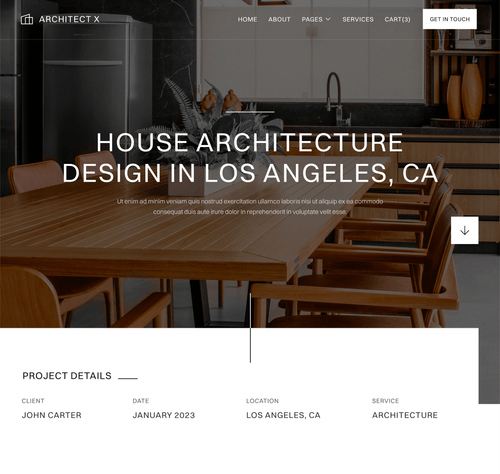 ARCHITECT X
HOME ABOUT PAGES SERVICES CART(3) GET IN TOUCH
HOUSE ARCHITECTURE
DESIGN IN LOS ANGELES, CA
Ut enim ad minim veniam quis nostrud exercitation ullamco laboris nisi ut aliquip ex ea commodo
consequat duis aute irure dolor in reprehenderit in voluptate velit esse.
PROJECT DETAILS
CLIENT DATE LOCATION SERVICE
JOHN CARTER JANUARY 2023 LOS ANGELES, CA ARCHITECTURE